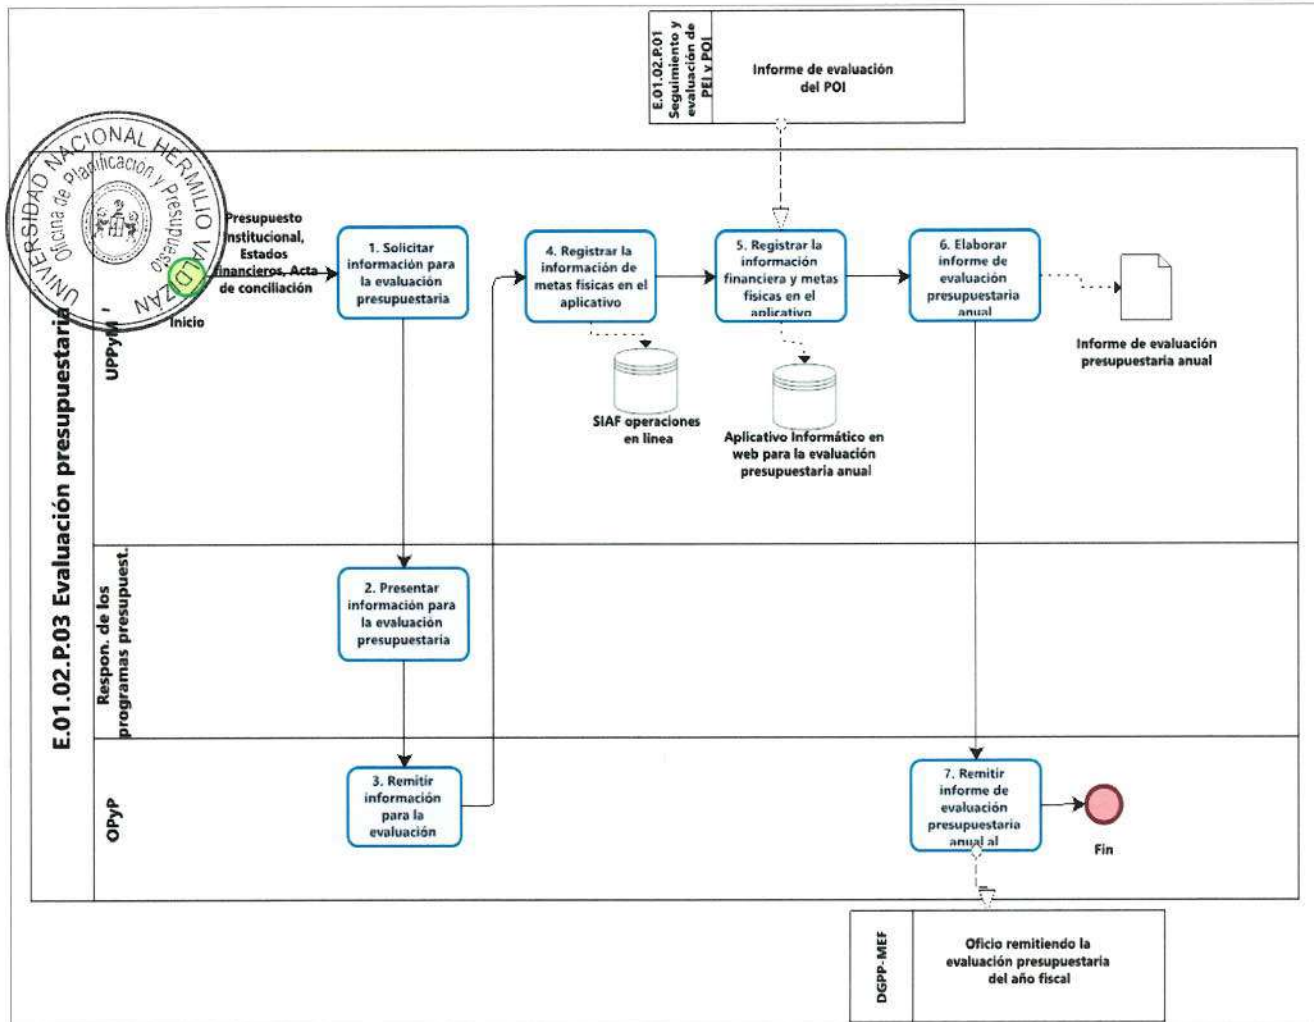 E.01.02.P.01
Seguimiento y
evaluación de
PEI y POI
Informe de evaluación
del POI
UNIVERSIDAD NACIONAL HERMILIO VALDIZÁN
Oficina de Planificación y Presupuesto
E.01.02.P.03 Evaluación presupuestaria
UPPyM
Presupuesto
Institucional,
Estados
financieros, Acta
de conciliación
Inicio
1. Solicitar
información para
la evaluación
presupuestaria
4. Registrar la
información de
metas físicas en el
aplicativo
5. Registrar la
información
financiera y metas
físicas en el
aplicativo
6. Elaborar
informe de
evaluación
presupuestaria
anual
Informe de evaluación
presupuestaria anual
SIAF operaciones
en linea
Aplicativo Informático en
web para la evaluación
presupuestaria anual
Respon. de los
programas presupuest.
2. Presentar
información para
la evaluación
presupuestaria
OPyP
3. Remitir
información
para la
evaluación
7. Remitir
informe de
evaluación
presupuestaria
anual al
Fin
DGPP-MEF
Oficio remitiendo la
evaluación presupuestaria
del año fiscal